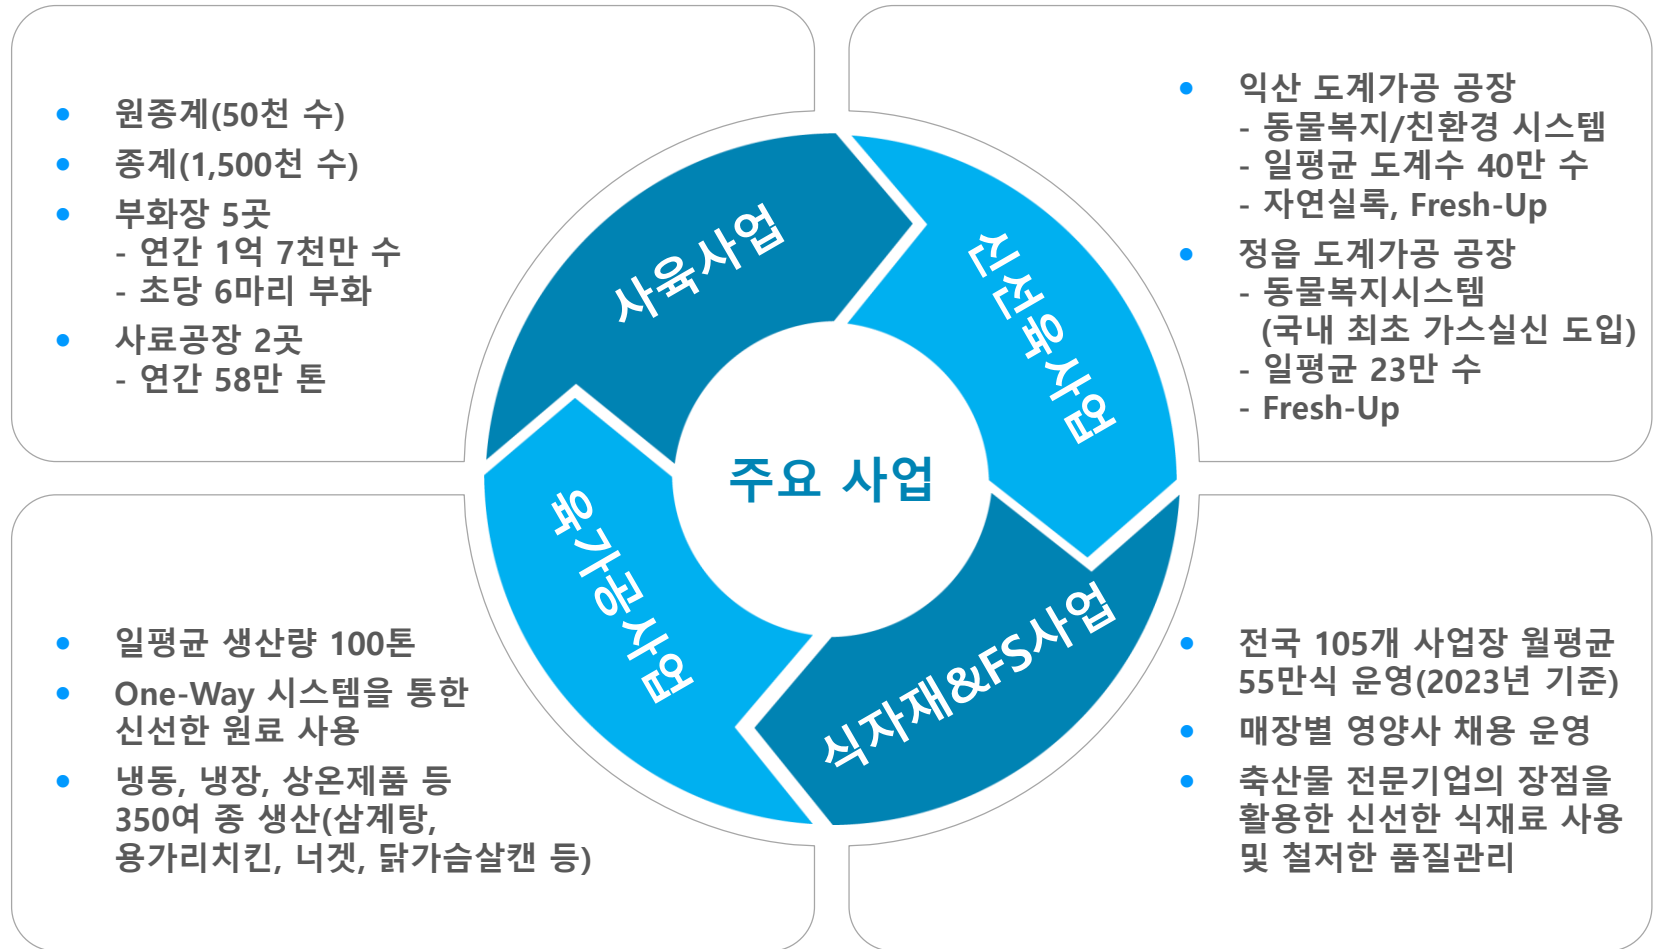 원종계(50천 수)
종계(1,500천 수)
부화장 5곳
- 연간 1억 7천만 수
- 초당 6마리 부화
사료공장 2곳
- 연간 58만 톤
익산 도계가공 공장
- 동물복지/친환경 시스템
- 일평균 도계수 40만 수
- 자연실록, Fresh-Up
정읍 도계가공 공장
- 동물복지시스템
(국내 최초 가스실신 도입)
- 일평균 23만 수
- Fresh-Up
사육사업
신선육사업
주요 사업
육가공사업
식자재&FS사업
일평균 생산량 100톤
One-Way 시스템을 통한
신선한 원료 사용
냉동, 냉장, 상온제품 등
350여 종 생산(삼계탕,
용가리치킨, 너겟, 닭가슴살캔 등)
전국 105개 사업장 월평균
55만식 운영(2023년 기준)
매장별 영양사 채용 운영
축산물 전문기업의 장점을
활용한 신선한 식재료 사용
및 철저한 품질관리